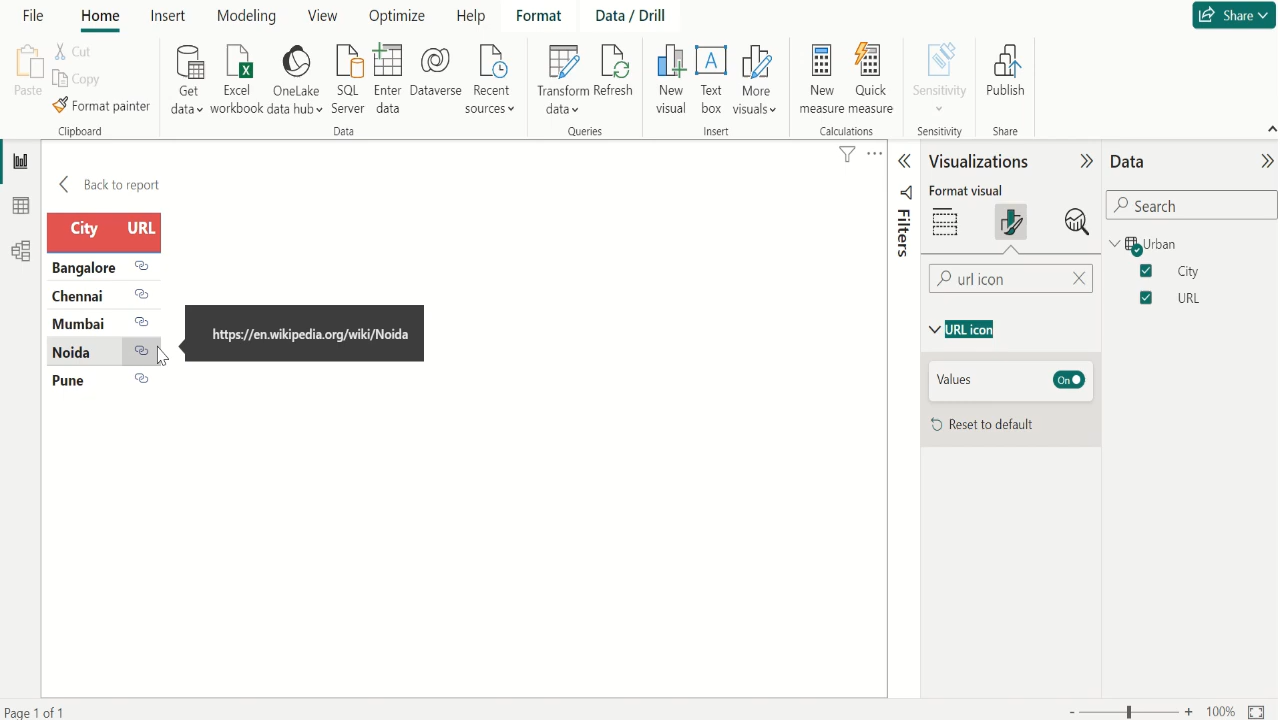 File Home Insert Modeling View Optimize Help Format Data / Drill Share
Paste
Cut
Copy
Format painter
Clipboard
Get data
Excel workbook
OneLake data hub
SQL Server
Enter data
Dataverse
Recent sources
Data
Transform data
Refresh
Queries
New visual
Text box
More visuals
Insert
New measure
Quick measure
Calculations
Sensitivity
Sensitivity
Publish
Share
Back to report
City URL
Bangalore
Chennai
Mumbai
Noida
Pune
https://en.wikipedia.org/wiki/Noida
Filters
Visualizations
Format visual
url icon
URL icon
Values On
Reset to default
Data
Search
Urban
City
URL
Page 1 of 1
- + 100%